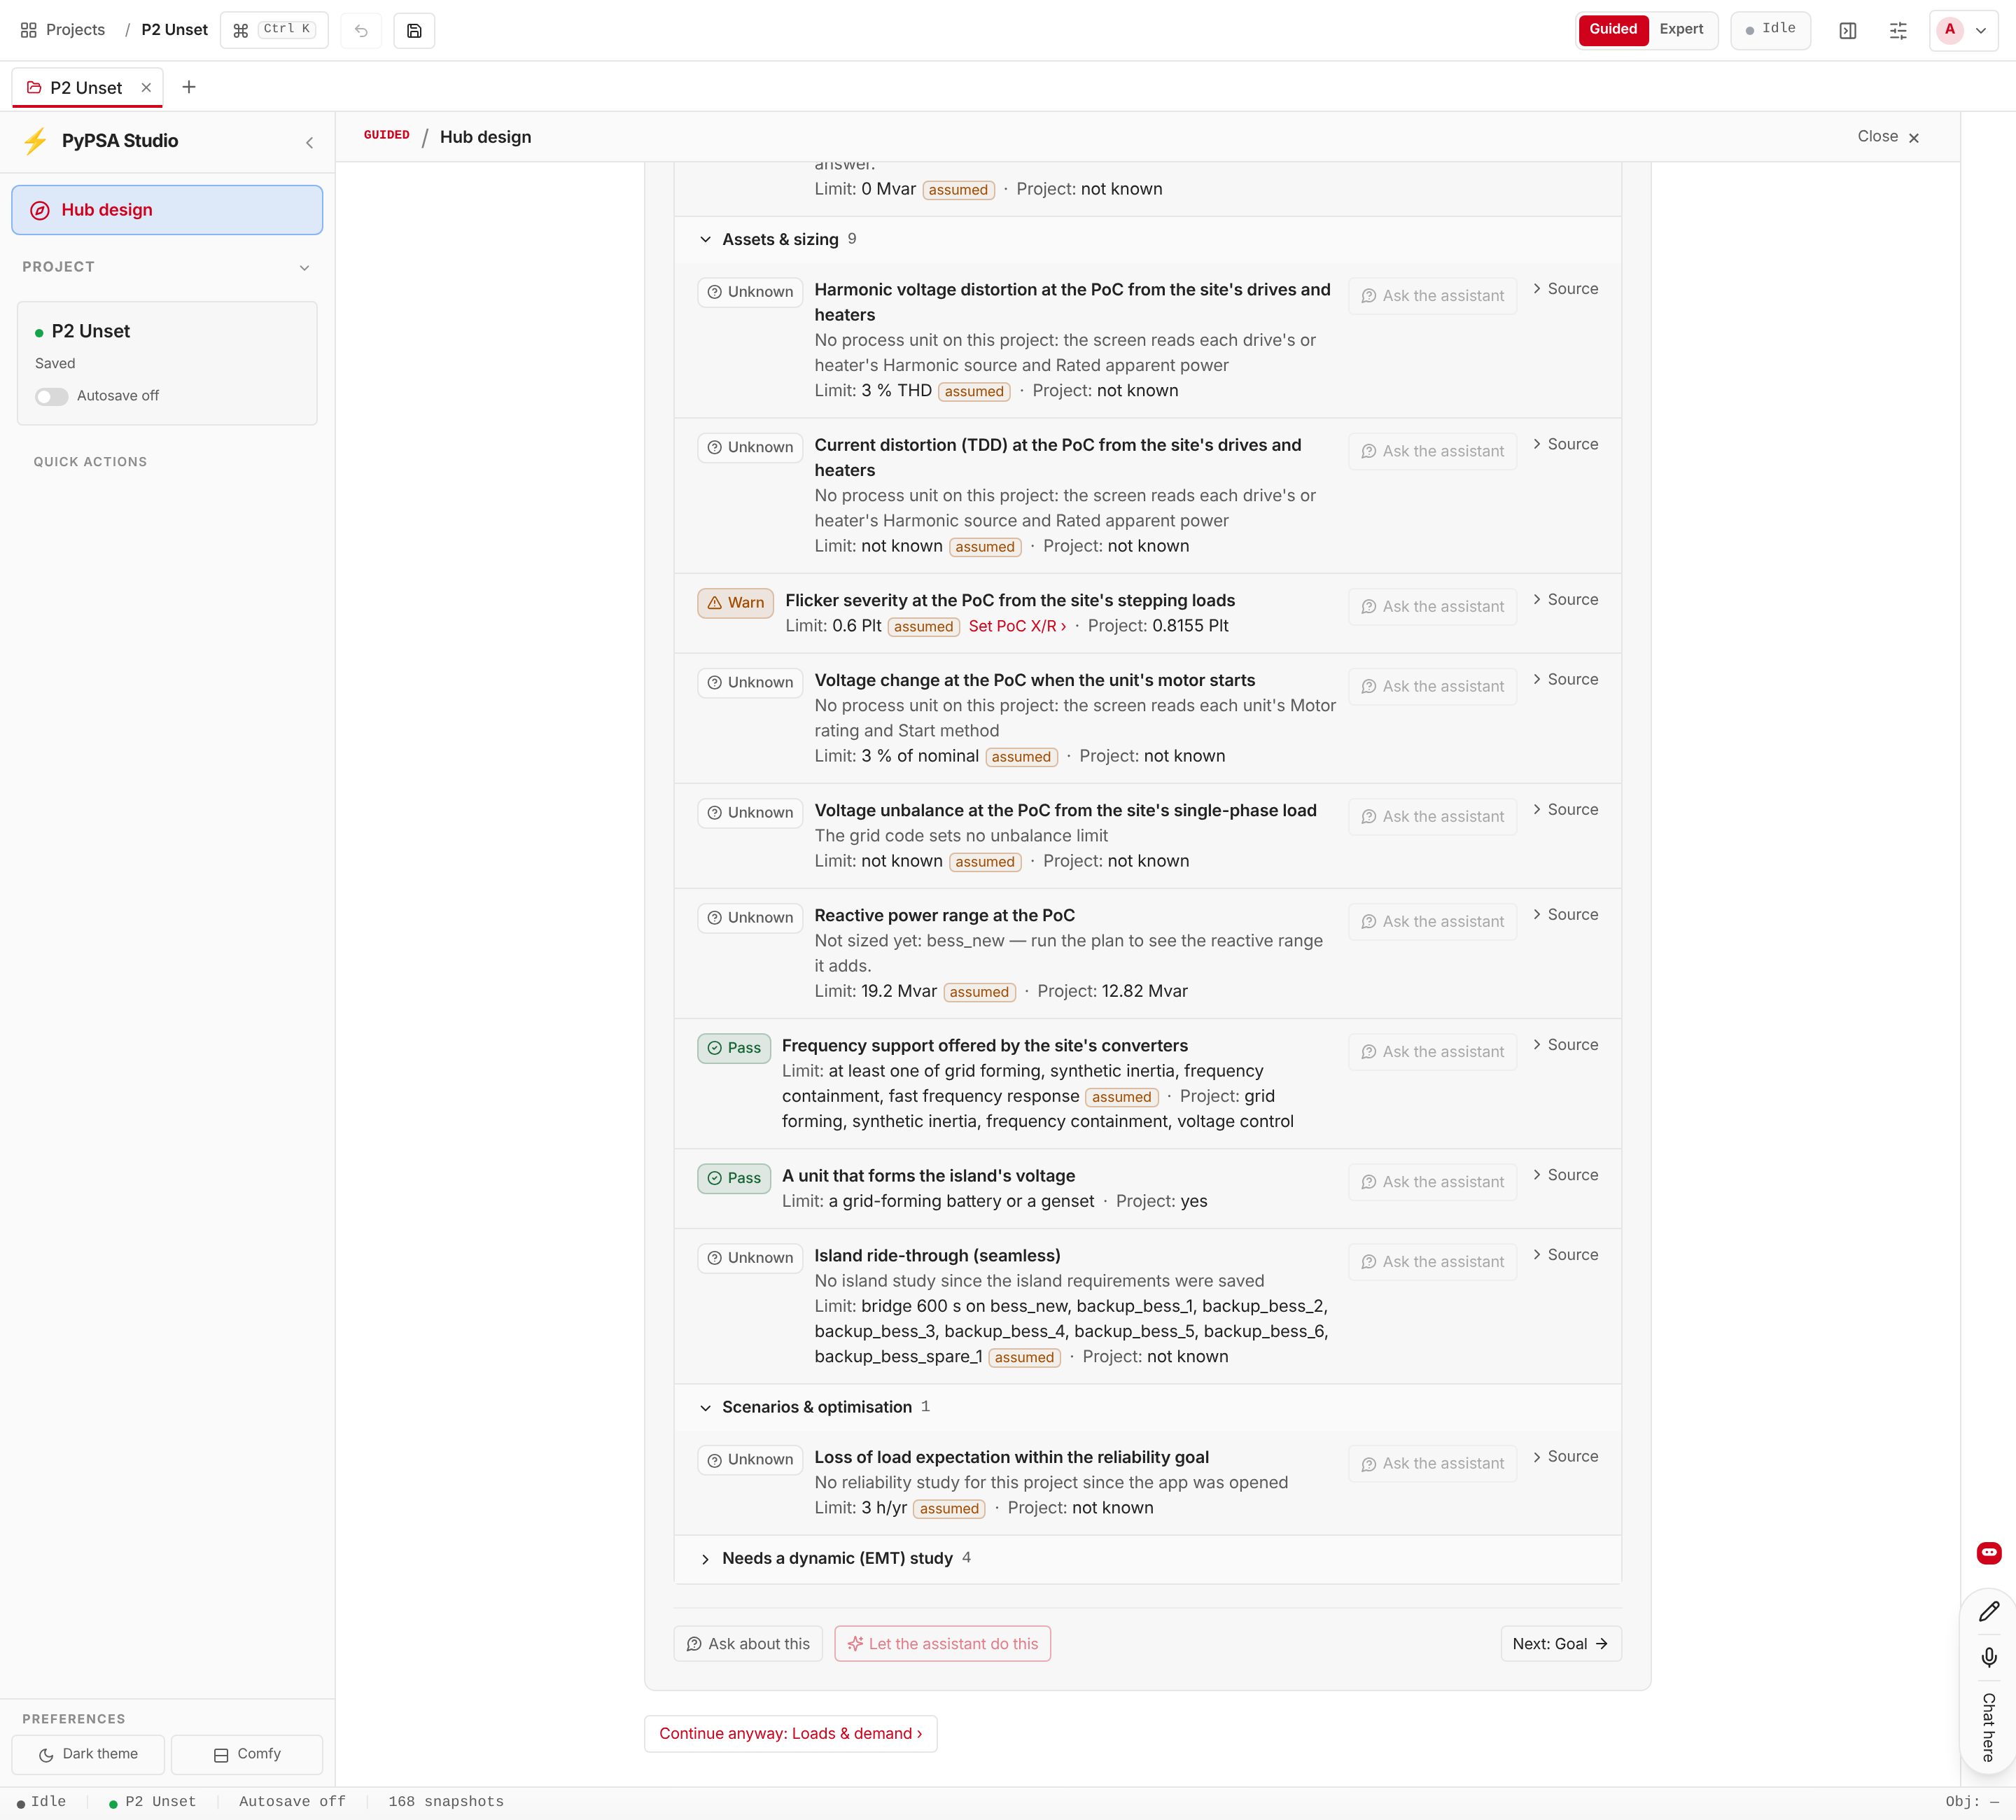 Projects / P2 Unset Ctrl K Guided Expert Idle A
P2 Unset
PyPSA Studio
GUIDED / Hub design Close
Hub design
PROJECT
P2 Unset
Saved
Autosave off
QUICK ACTIONS
answer.
Limit: 0 Mvar assumed · Project: not known
Assets & sizing 9
Unknown Harmonic voltage distortion at the PoC from the site's drives and Ask the assistant Source
heaters
No process unit on this project: the screen reads each drive's or
heater's Harmonic source and Rated apparent power
Limit: 3 % THD assumed · Project: not known
Unknown Current distortion (TDD) at the PoC from the site's drives and Ask the assistant Source
heaters
No process unit on this project: the screen reads each drive's or
heater's Harmonic source and Rated apparent power
Limit: not known assumed · Project: not known
Warn Flicker severity at the PoC from the site's stepping loads Ask the assistant Source
Limit: 0.6 Plt assumed Set PoC X/R › · Project: 0.8155 Plt
Unknown Voltage change at the PoC when the unit's motor starts Ask the assistant Source
No process unit on this project: the screen reads each unit's Motor
rating and Start method
Limit: 3 % of nominal assumed · Project: not known
Unknown Voltage unbalance at the PoC from the site's single-phase load Ask the assistant Source
The grid code sets no unbalance limit
Limit: not known assumed · Project: not known
Unknown Reactive power range at the PoC Ask the assistant Source
Not sized yet: bess_new — run the plan to see the reactive range
it adds.
Limit: 19.2 Mvar assumed · Project: 12.82 Mvar
Pass Frequency support offered by the site's converters Ask the assistant Source
Limit: at least one of grid forming, synthetic inertia, frequency
containment, fast frequency response assumed · Project: grid
forming, synthetic inertia, frequency containment, voltage control
Pass A unit that forms the island's voltage Ask the assistant Source
Limit: a grid-forming battery or a genset · Project: yes
Unknown Island ride-through (seamless) Ask the assistant Source
No island study since the island requirements were saved
Limit: bridge 600 s on bess_new, backup_bess_1, backup_bess_2,
backup_bess_3, backup_bess_4, backup_bess_5, backup_bess_6,
backup_bess_spare_1 assumed · Project: not known
Scenarios & optimisation 1
Unknown Loss of load expectation within the reliability goal Ask the assistant Source
No reliability study for this project since the app was opened
Limit: 3 h/yr assumed · Project: not known
Needs a dynamic (EMT) study 4
Ask about this Let the assistant do this Next: Goal →
Continue anyway: Loads & demand ›
Chat here
PREFERENCES
Dark theme Comfy
Idle P2 Unset Autosave off 168 snapshots Obj: —